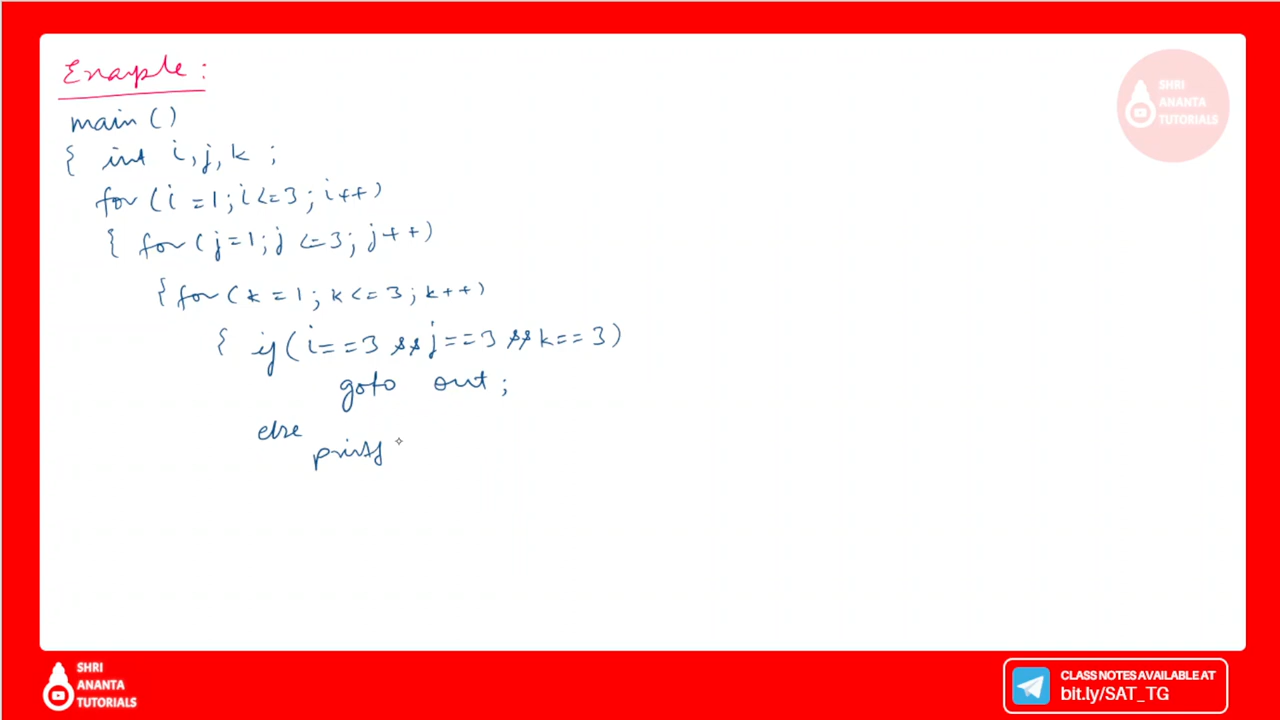 Example :
main ()
{ int i, j, k ;
for (i = 1; i <= 3; i++)
{ for (j = 1; j <= 3; j++)
{ for (k = 1; k <= 3; k++)
{ if (i == 3 && j == 3 && k == 3)
goto out ;
else
printf
SHRI
ANANTA
TUTORIALS
SHRI
ANANTA
TUTORIALS
CLASS NOTES AVAILABLE AT
bit.ly/SAT_TG